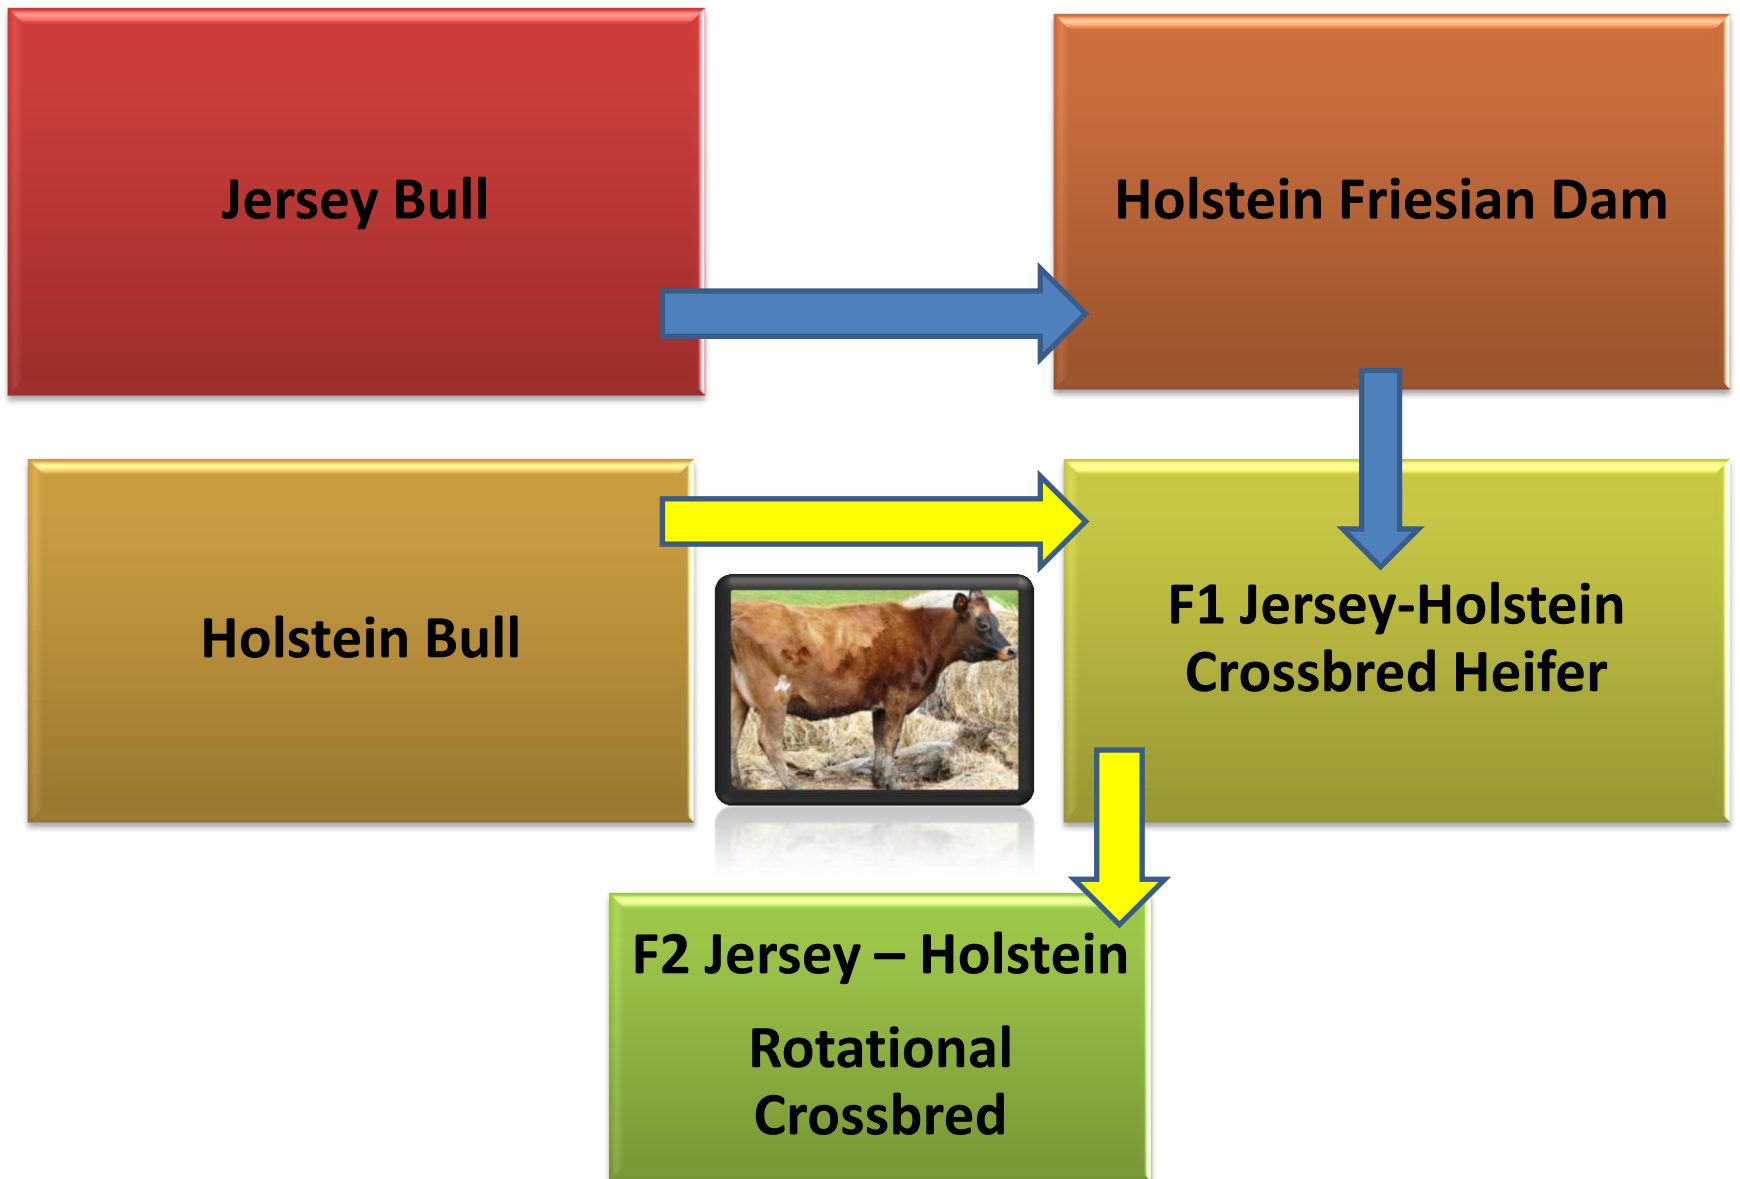 Jersey Bull
Holstein Friesian Dam
Holstein Bull
F1 Jersey-Holstein
Crossbred Heifer
F2 Jersey – Holstein
Rotational
Crossbred